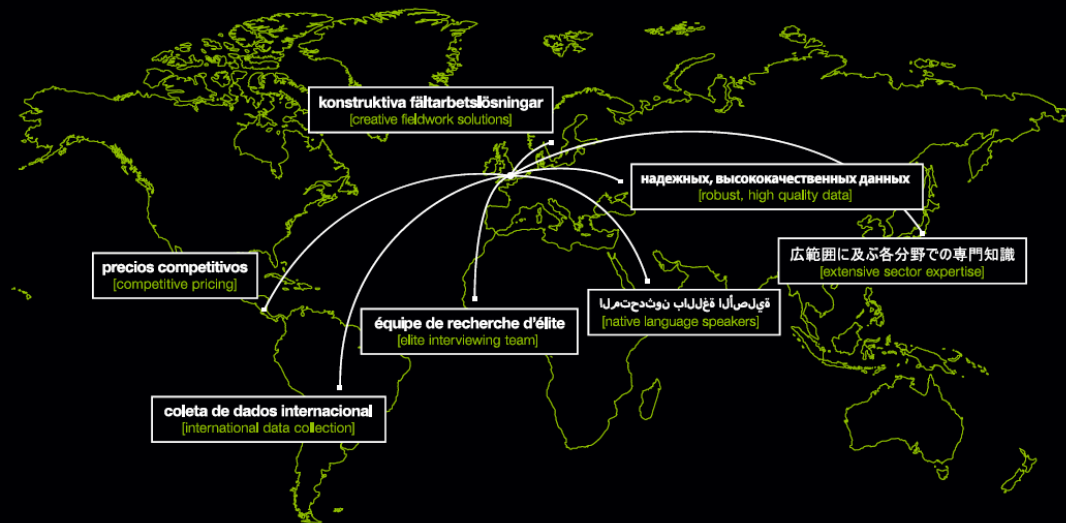 konstruktiva fältarbetslösningar
[creative fieldwork solutions]
надежных, высококачественных данных
[robust, high quality data]
広範囲に及ぶ各分野での専門知識
[extensive sector expertise]
precios competitivos
[competitive pricing]
المتحدثون باللغة الأصلية
[native language speakers]
équipe de recherche d'élite
[elite interviewing team]
coleta de dados internacional
[international data collection]